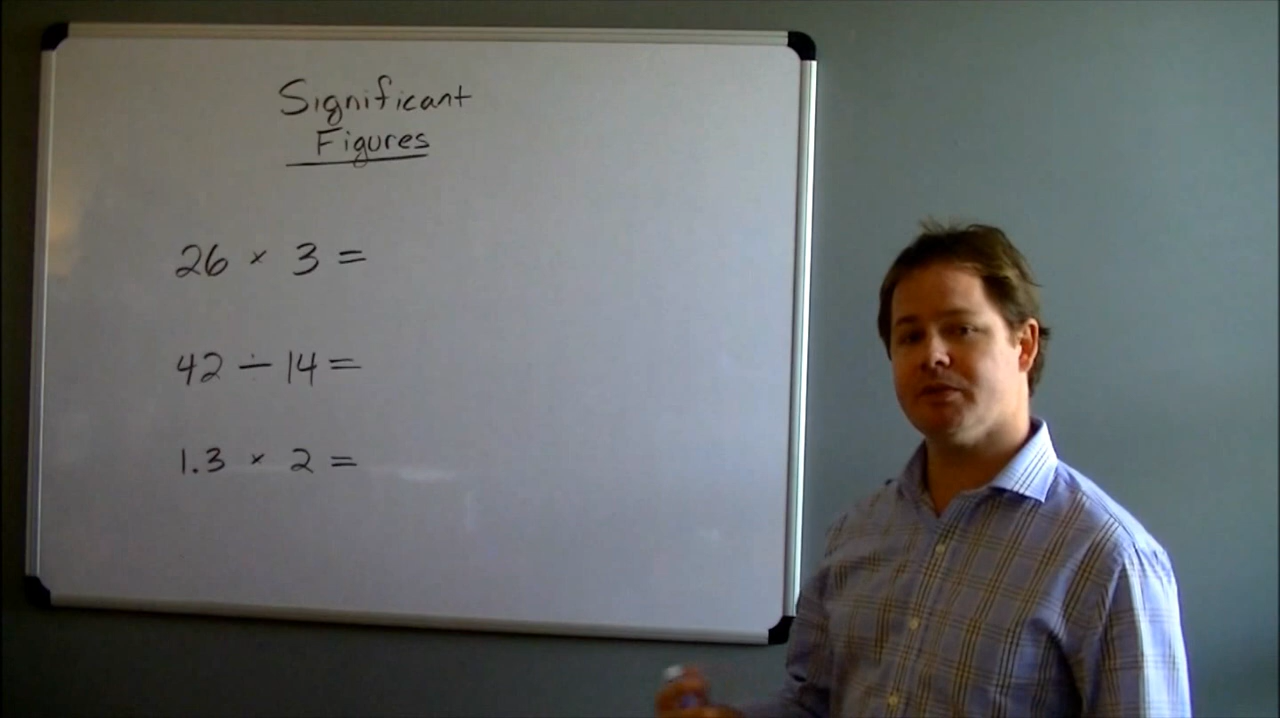 Significant
Figures
26 × 3 =
42 ÷ 14 =
1.3 × 2 =